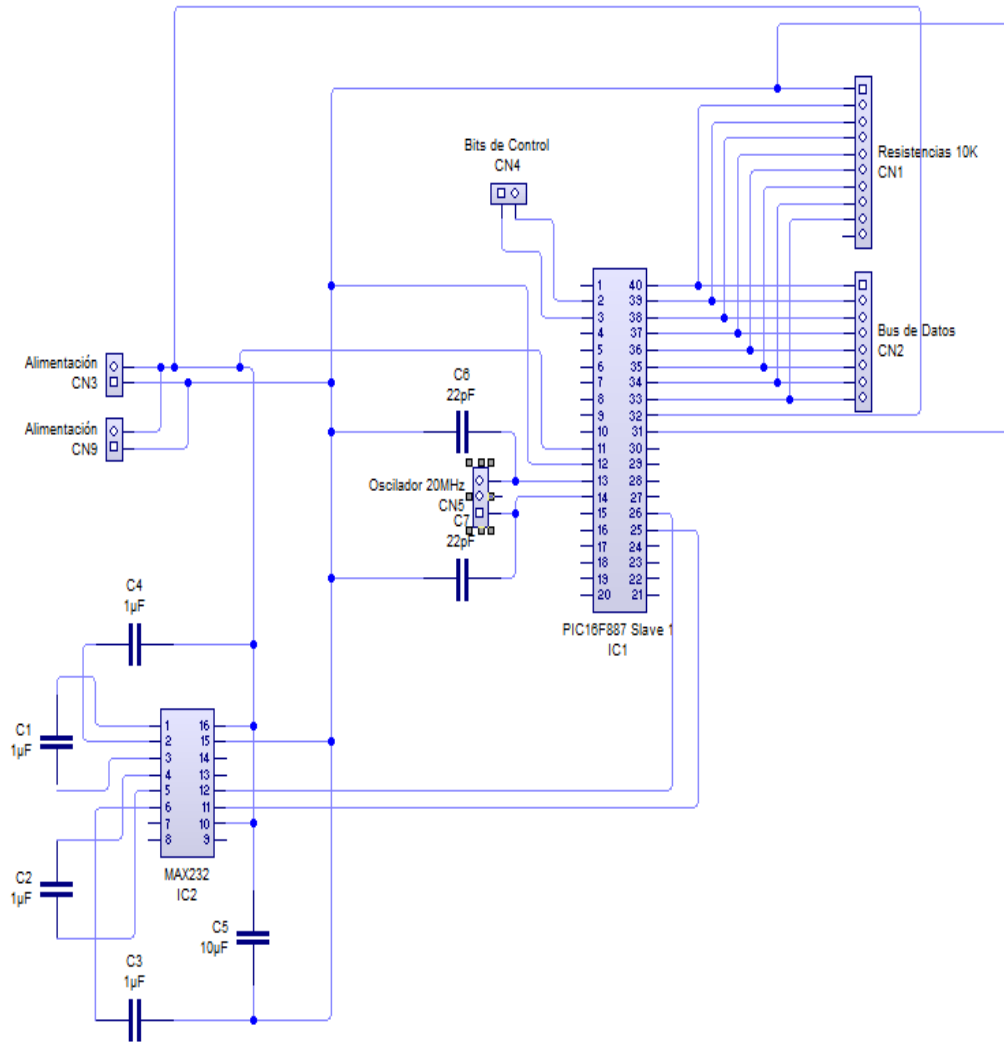 Resistencias 10K
CN1
Bits de Control
CN4
1 40
2 39
3 38
4 37
5 36
6 35
7 34
8 33
9 32
10 31
11 30
12 29
13 28
14 27
15 26
16 25
17 24
18 23
19 22
20 21
PIC16F887 Slave 1
IC1
Bus de Datos
CN2
Alimentación
CN3
Alimentación
CN9
C6
22pF
Oscilador 20MHz
CN5
C7
22pF
C4
1µF
C1
1µF
1 16
2 15
3 14
4 13
5 12
6 11
7 10
8 9
MAX232
IC2
C2
1µF
C5
10µF
C3
1µF